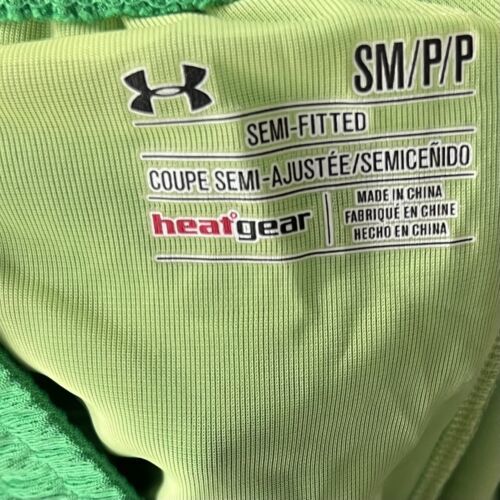 SM/P/P
SEMI-FITTED
COUPE SEMI-AJUSTÉE/SEMICEÑIDO
heatgear
MADE IN CHINA
FABRIQUÉ EN CHINE
HECHO EN CHINA